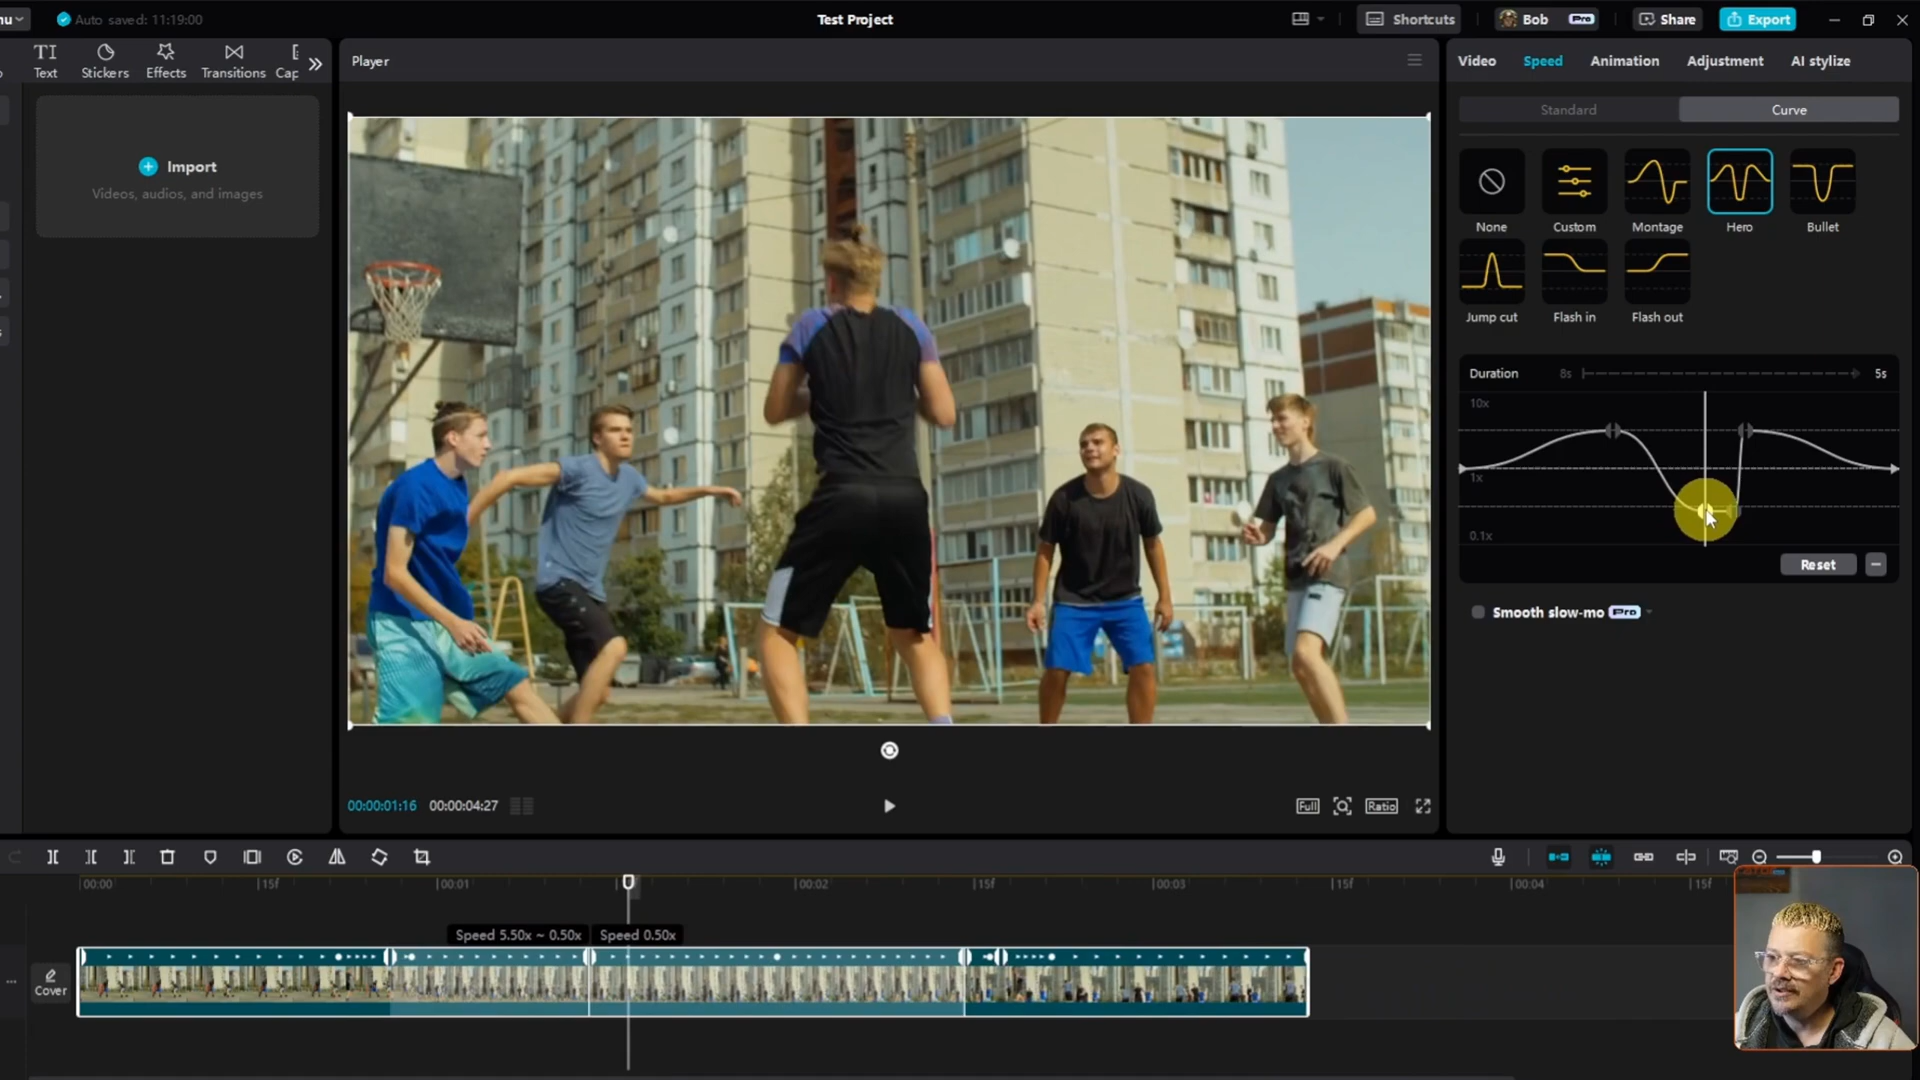 nu
Auto saved: 11:19:00
Test Project
Shortcuts
Bob
Pro
Share
Export
TI
Text
Stickers
Effects
Transitions
Cap
Player
Video
Speed
Animation
Adjustment
AI stylize
Import
Videos, audios, and images
Standard
Curve
None
Custom
Montage
Hero
Bullet
Jump cut
Flash in
Flash out
Duration
8s
5s
10x
1x
0.1x
Reset
Smooth slow-mo Pro
00:00:01:16
00:00:04:27
Full
Ratio
00:00
15f
00:01
00:02
15f
00:03
15f
00:04
15f
Speed 5.50x ~ 0.50x
Speed 0.50x
Cover